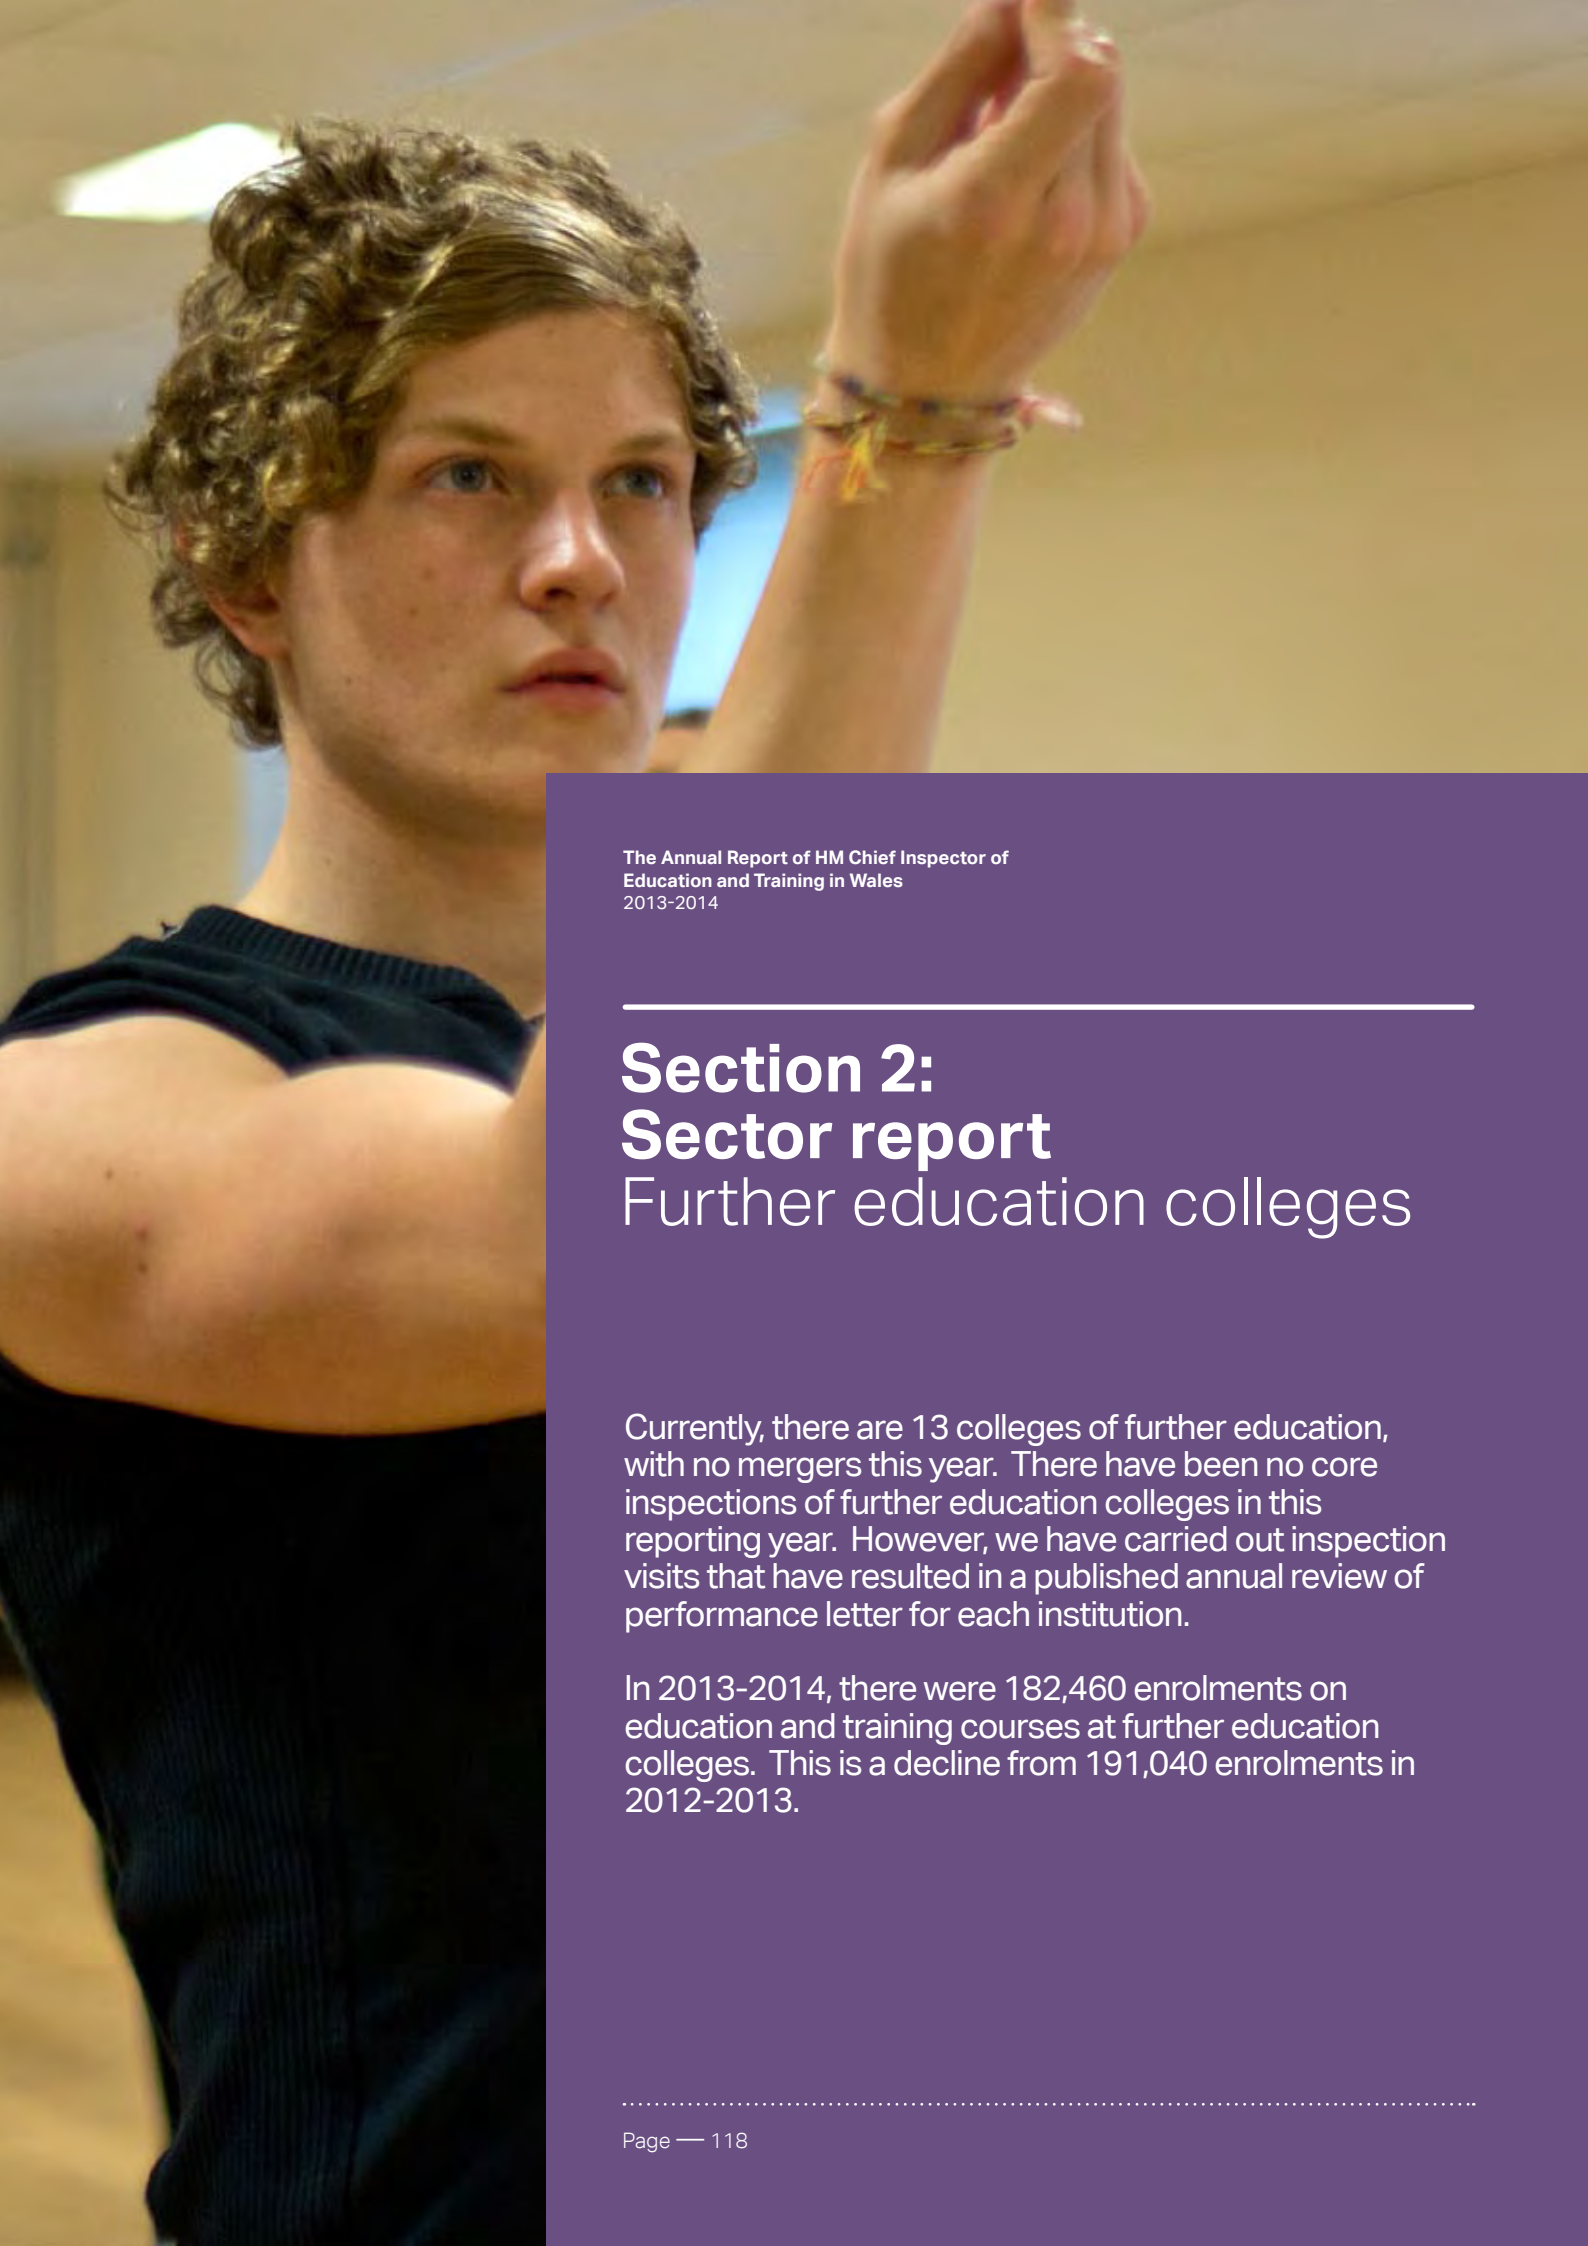 The Annual Report of HM Chief Inspector of
Education and Training in Wales
2013-2014
Section 2:
Sector report
Further education colleges
Currently, there are 13 colleges of further education,
with no mergers this year.  There have been no core
inspections of further education colleges in this
reporting year.  However, we have carried out inspection
visits that have resulted in a published annual review of
performance letter for each institution.
In 2013-2014, there were 182,460 enrolments on
education and training courses at further education
colleges.  This is a decline from 191,040 enrolments in
2012-2013.
Page — 118